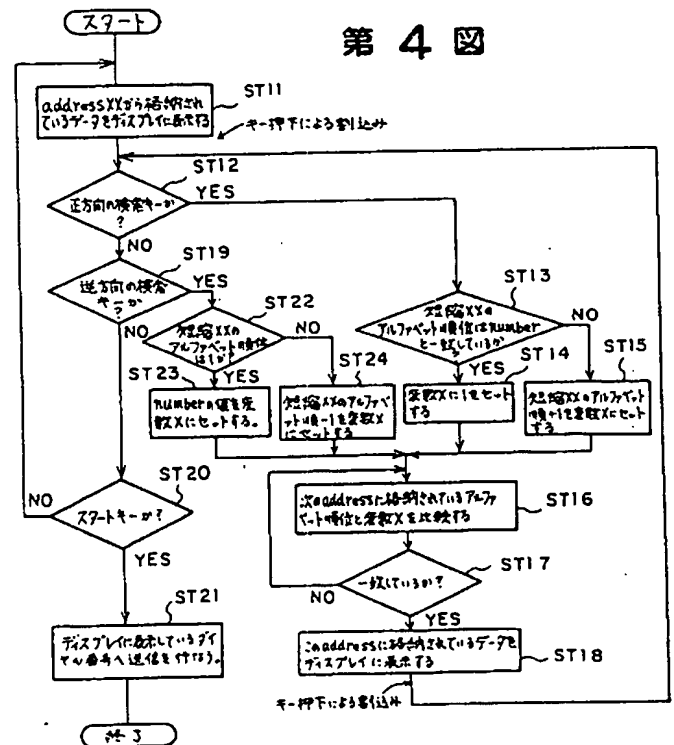 第4図
スタート
ST11
addressXXから格納され
ているデータをディスプレイに表示する
キー押下による割込み
ST12
正方向の検索キーか
?
YES
NO
ST19
逆方向の検索
キーか?
YES
NO
ST22
短縮XXの
アルファベット順位
は1か?
NO
YES
ST13
短縮XXの
アルファベット順位はnumber
と一致しているか
?
NO
YES
ST23
numberの値を変
数Xにセットする。
ST24
短縮XXのアルファベ
ット順-1を変数X
にセットする
ST14
変数Xに1をセット
する
ST15
短縮XXのアルファベット
順+1を変数Xにセットする
ST16
次のaddressに格納されているアルファ
ベット順位と変数Xを比較する
ST17
一致しているか?
NO
YES
ST18
このaddressに格納されているデータを
ディスプレイに表示する
キー押下による割込み
ST20
スタートキーか?
NO
YES
ST21
ディスプレイに表示しているダイ
ヤル番号へ送信を行なう。
終了